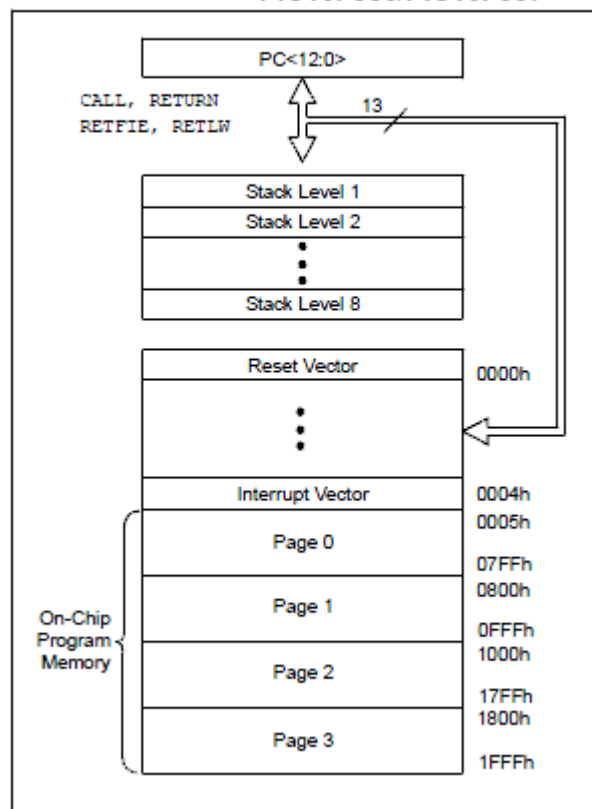 PC<12:0>
CALL, RETURN
RETFIE, RETLW
13
Stack Level 1
Stack Level 2
Stack Level 8
Reset Vector
0000h
Interrupt Vector
0004h
0005h
Page 0
07FFh
0800h
Page 1
0FFFh
On-Chip
Program
Memory
1000h
Page 2
17FFh
1800h
Page 3
1FFFh